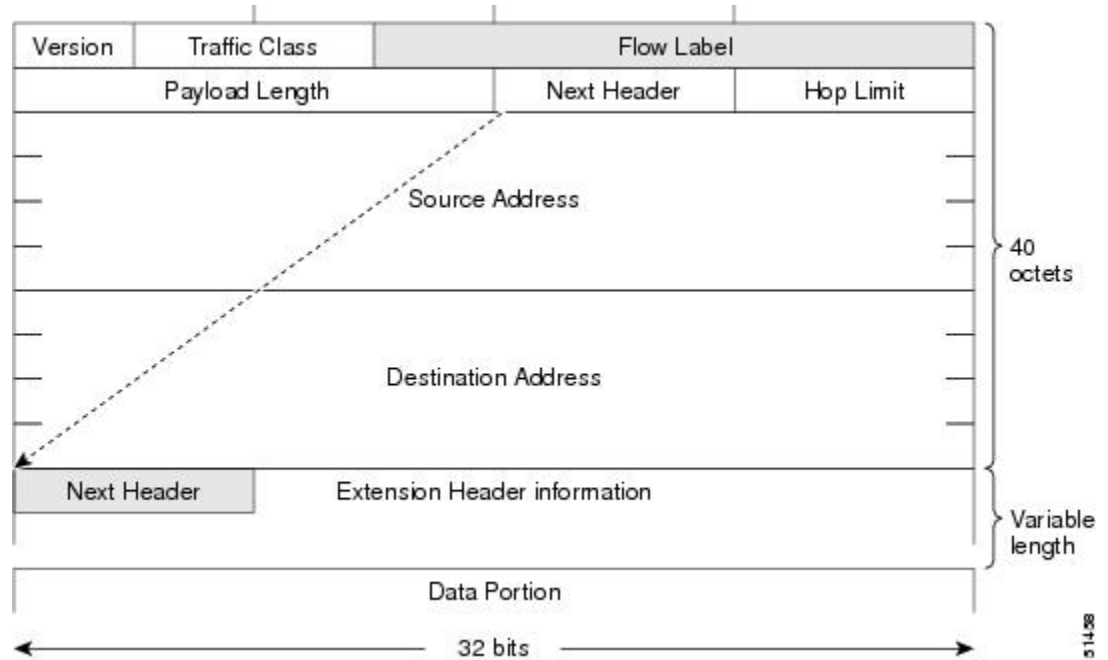 Version Traffic Class Flow Label
Payload Length Next Header Hop Limit
Source Address
40
octets
Destination Address
Next Header Extension Header information
Variable
length
Data Portion
32 bits
51458